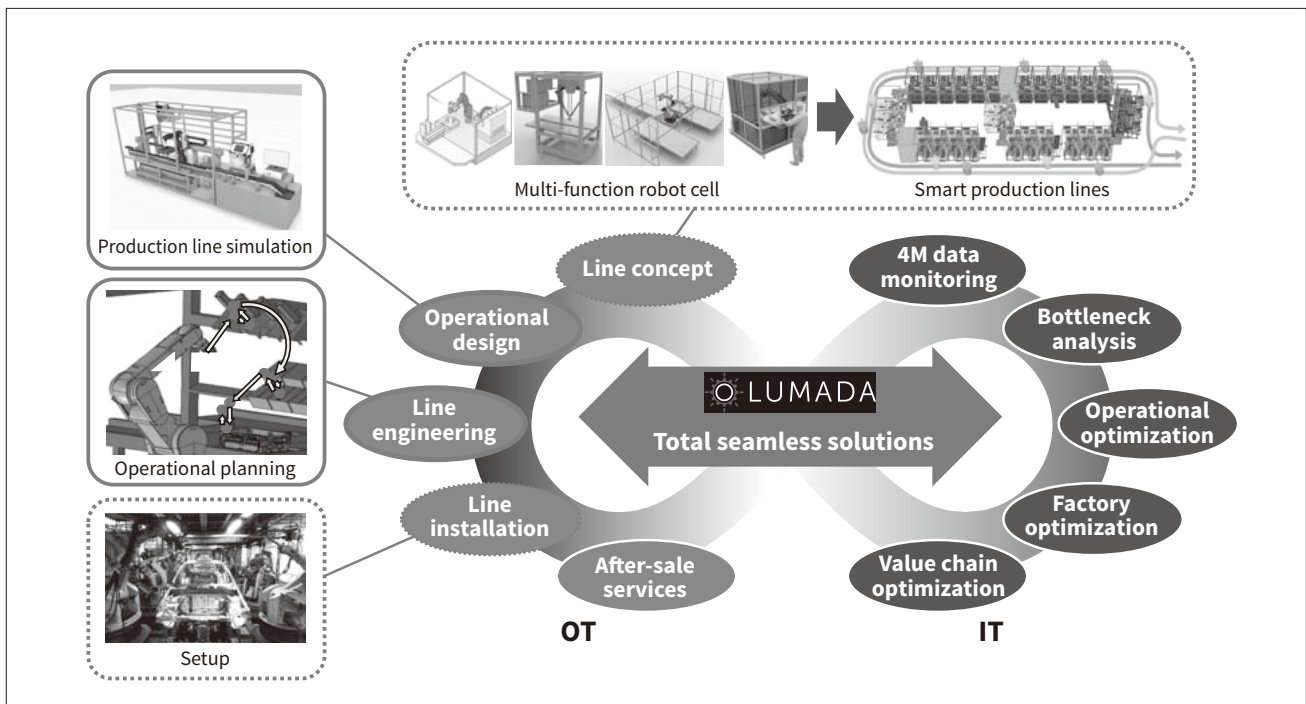 Multi-function robot cell
Smart production lines
Production line simulation
Operational planning
Setup
Line concept
Operational
design
Line
engineering
Line
installation
After-sale
services
OT
LUMADA
Total seamless solutions
4M data
monitoring
Bottleneck
analysis
Operational
optimization
Factory
optimization
Value chain
optimization
IT